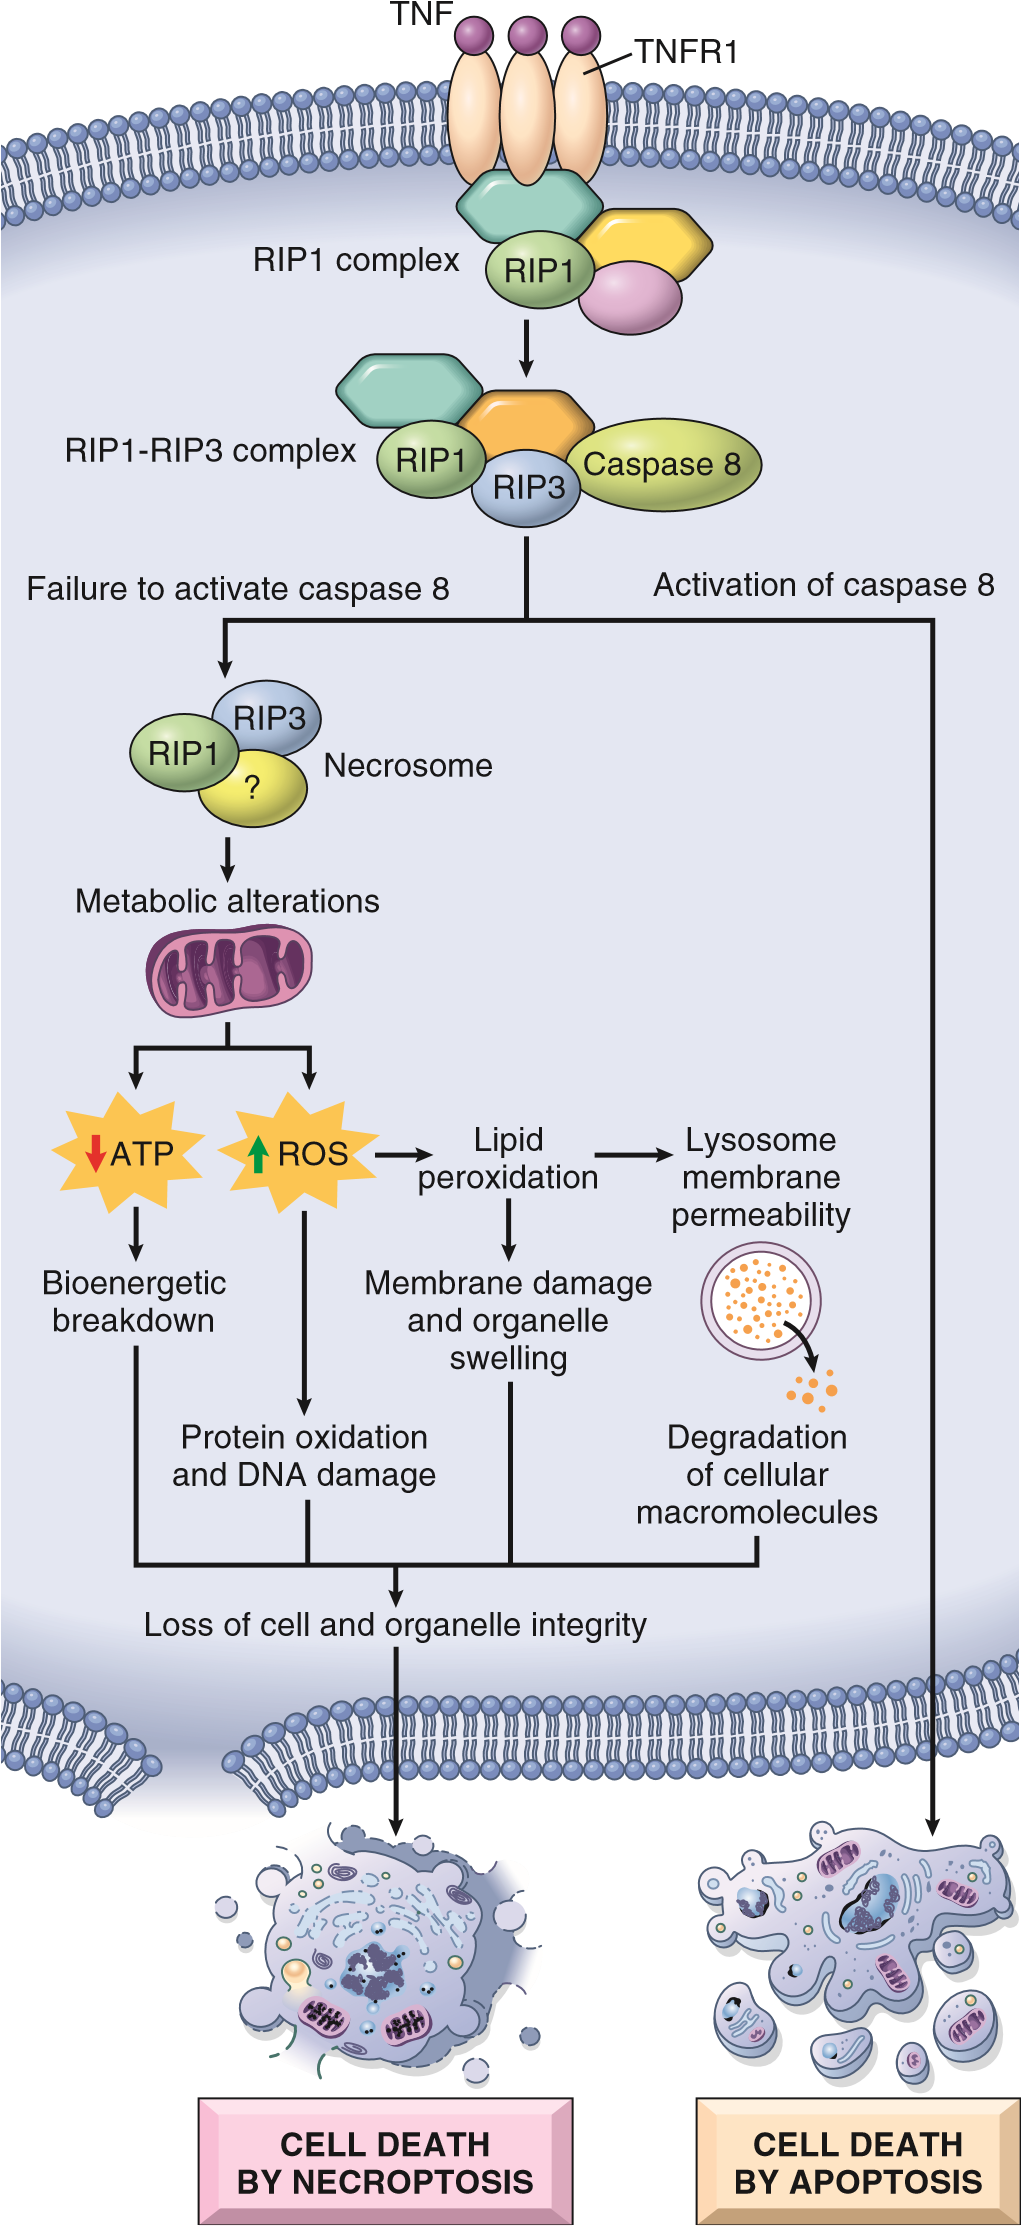 TNF
TNFR1
RIP1 complex
RIP1
RIP1-RIP3 complex
RIP1
RIP3
Caspase 8
Failure to activate caspase 8
Activation of caspase 8
RIP3
RIP1
?
Necrosome
Metabolic alterations
ATP
ROS
Lipid
peroxidation
Lysosome
membrane
permeability
Bioenergetic
breakdown
Membrane damage
and organelle
swelling
Protein oxidation
and DNA damage
Degradation
of cellular
macromolecules
Loss of cell and organelle integrity
CELL DEATH
BY NECROPTOSIS
CELL DEATH
BY APOPTOSIS